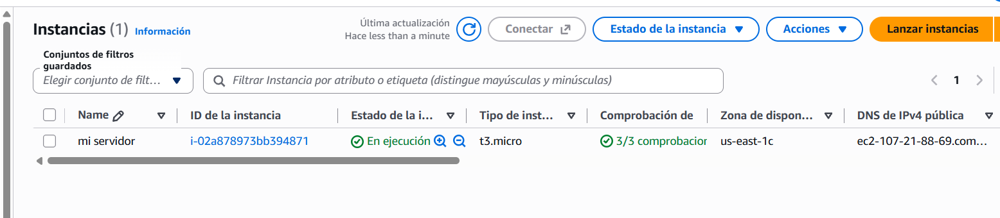 Instancias (1) Información
Última actualización
Hace less than a minute
Conectar
Estado de la instancia
Acciones
Lanzar instancias
Conjuntos de filtros
guardados
Elegir conjunto de filt...
Filtrar Instancia por atributo o etiqueta (distingue mayúsculas y minúsculas)
1
Name ID de la instancia Estado de la i... Tipo de inst... Comprobación de Zona de dispon... DNS de IPv4 pública
mi servidor i-02a878973bb394871 En ejecución t3.micro 3/3 comprobacior us-east-1c ec2-107-21-88-69.com...